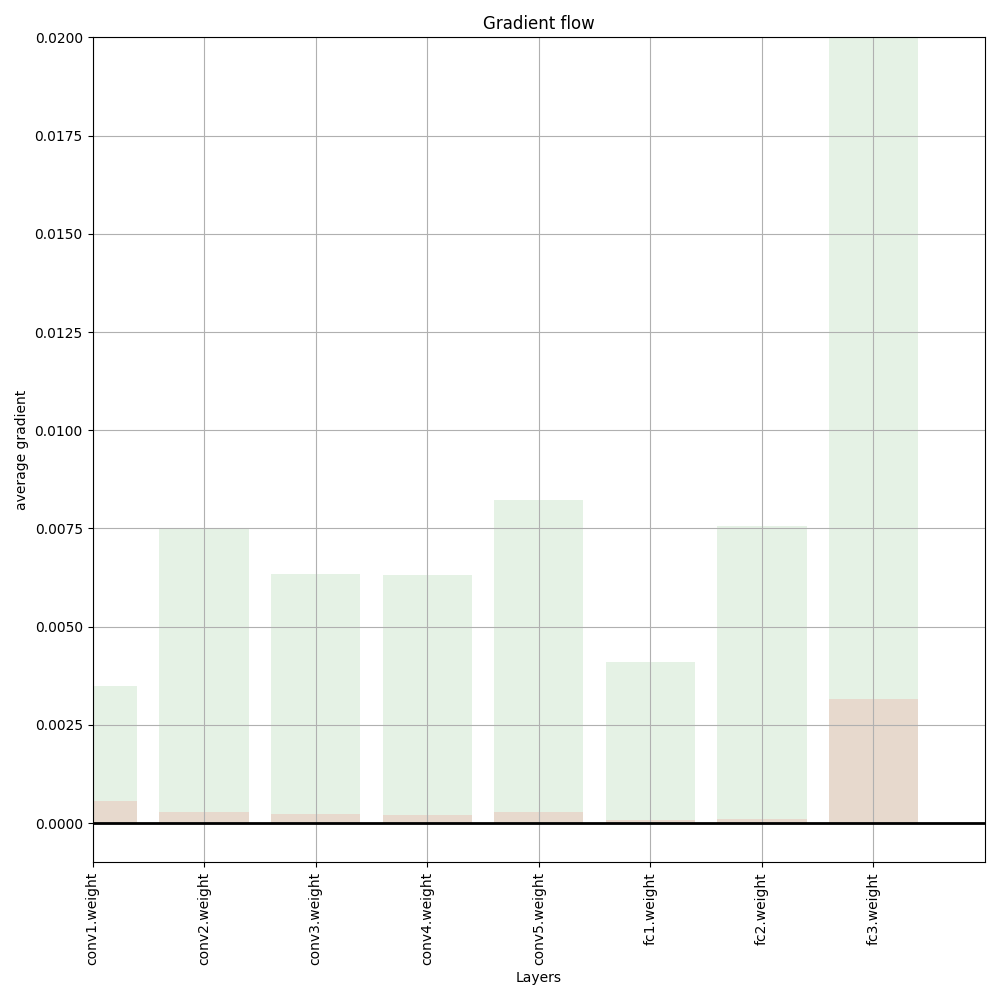 Gradient flow
0.0200
0.0175
0.0150
0.0125
0.0100
0.0075
0.0050
0.0025
0.0000
average gradient
conv1.weight
conv2.weight
conv3.weight
conv4.weight
conv5.weight
fc1.weight
fc2.weight
fc3.weight
Layers